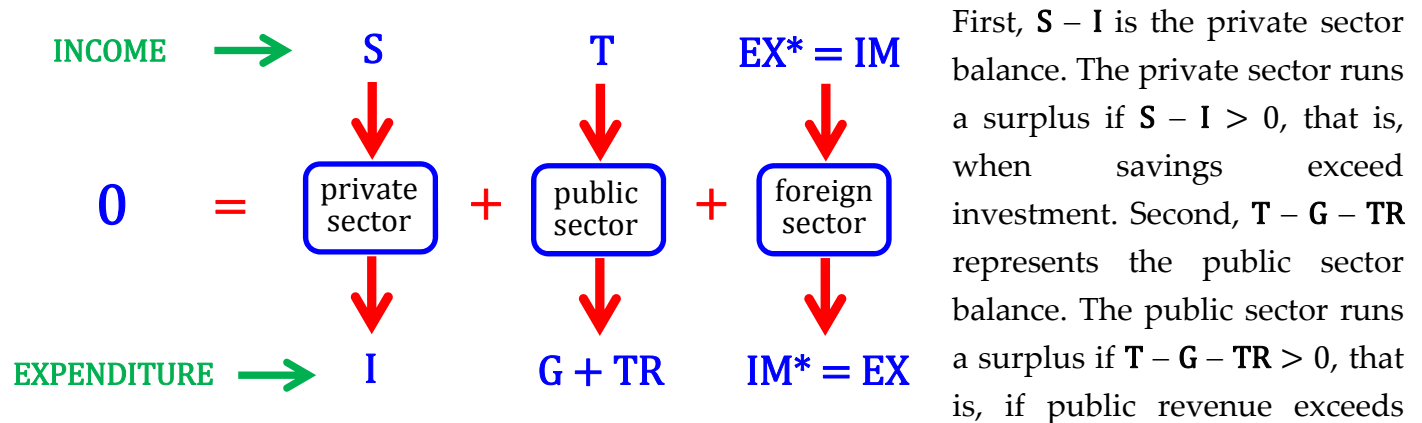 INCOME → S T EX* = IM
0 = private sector + public sector + foreign sector
EXPENDITURE → I G + TR IM* = EX
First, S – I is the private sector
balance. The private sector runs
a surplus if S – I > 0, that is,
when savings exceed
investment. Second, T – G – TR
represents the public sector
balance. The public sector runs
a surplus if T – G – TR > 0, that
is, if public revenue exceeds